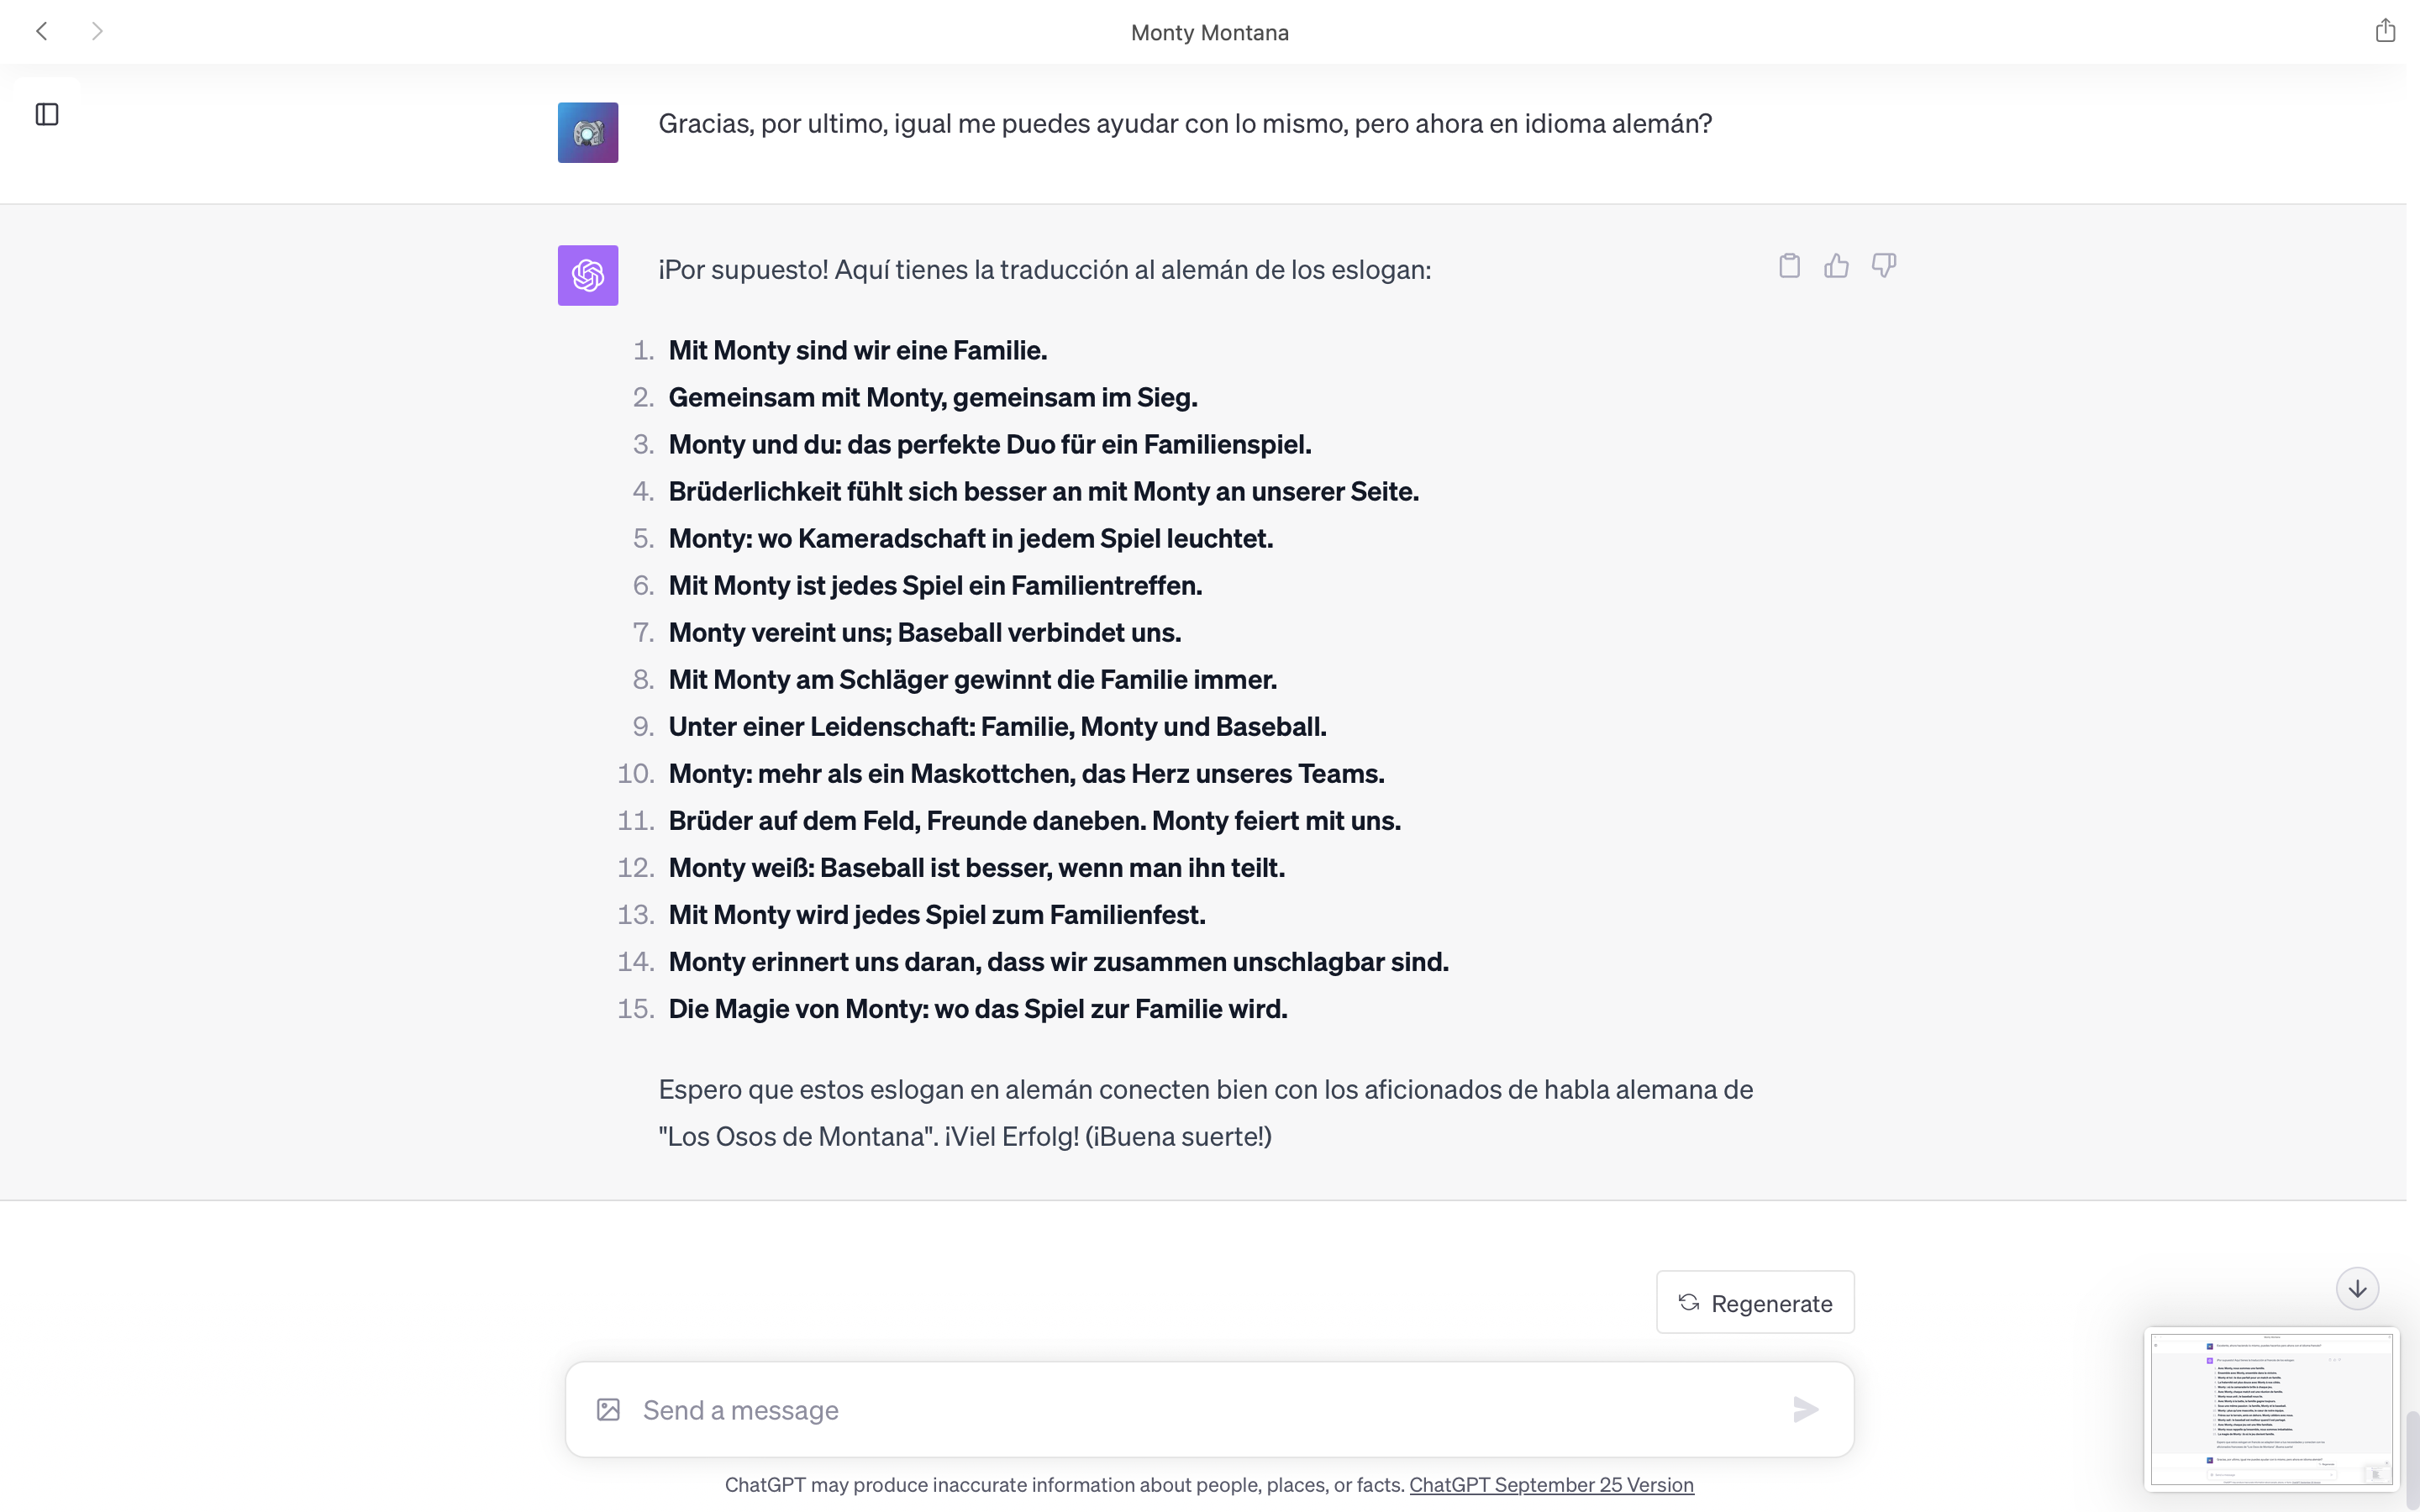 Monty Montana
Gracias, por ultimo, igual me puedes ayudar con lo mismo, pero ahora en idioma alemán?
¡Por supuesto! Aquí tienes la traducción al alemán de los eslogan:
1. Mit Monty sind wir eine Familie.
2. Gemeinsam mit Monty, gemeinsam im Sieg.
3. Monty und du: das perfekte Duo für ein Familienspiel.
4. Brüderlichkeit fühlt sich besser an mit Monty an unserer Seite.
5. Monty: wo Kameradschaft in jedem Spiel leuchtet.
6. Mit Monty ist jedes Spiel ein Familientreffen.
7. Monty vereint uns; Baseball verbindet uns.
8. Mit Monty am Schläger gewinnt die Familie immer.
9. Unter einer Leidenschaft: Familie, Monty und Baseball.
10. Monty: mehr als ein Maskottchen, das Herz unseres Teams.
11. Brüder auf dem Feld, Freunde daneben. Monty feiert mit uns.
12. Monty weiß: Baseball ist besser, wenn man ihn teilt.
13. Mit Monty wird jedes Spiel zum Familienfest.
14. Monty erinnert uns daran, dass wir zusammen unschlagbar sind.
15. Die Magie von Monty: wo das Spiel zur Familie wird.
Espero que estos eslogan en alemán conecten bien con los aficionados de habla alemana de
"Los Osos de Montana". ¡Viel Erfolg! (¡Buena suerte!)
Regenerate
Send a message
ChatGPT may produce inaccurate information about people, places, or facts. ChatGPT September 25 Version